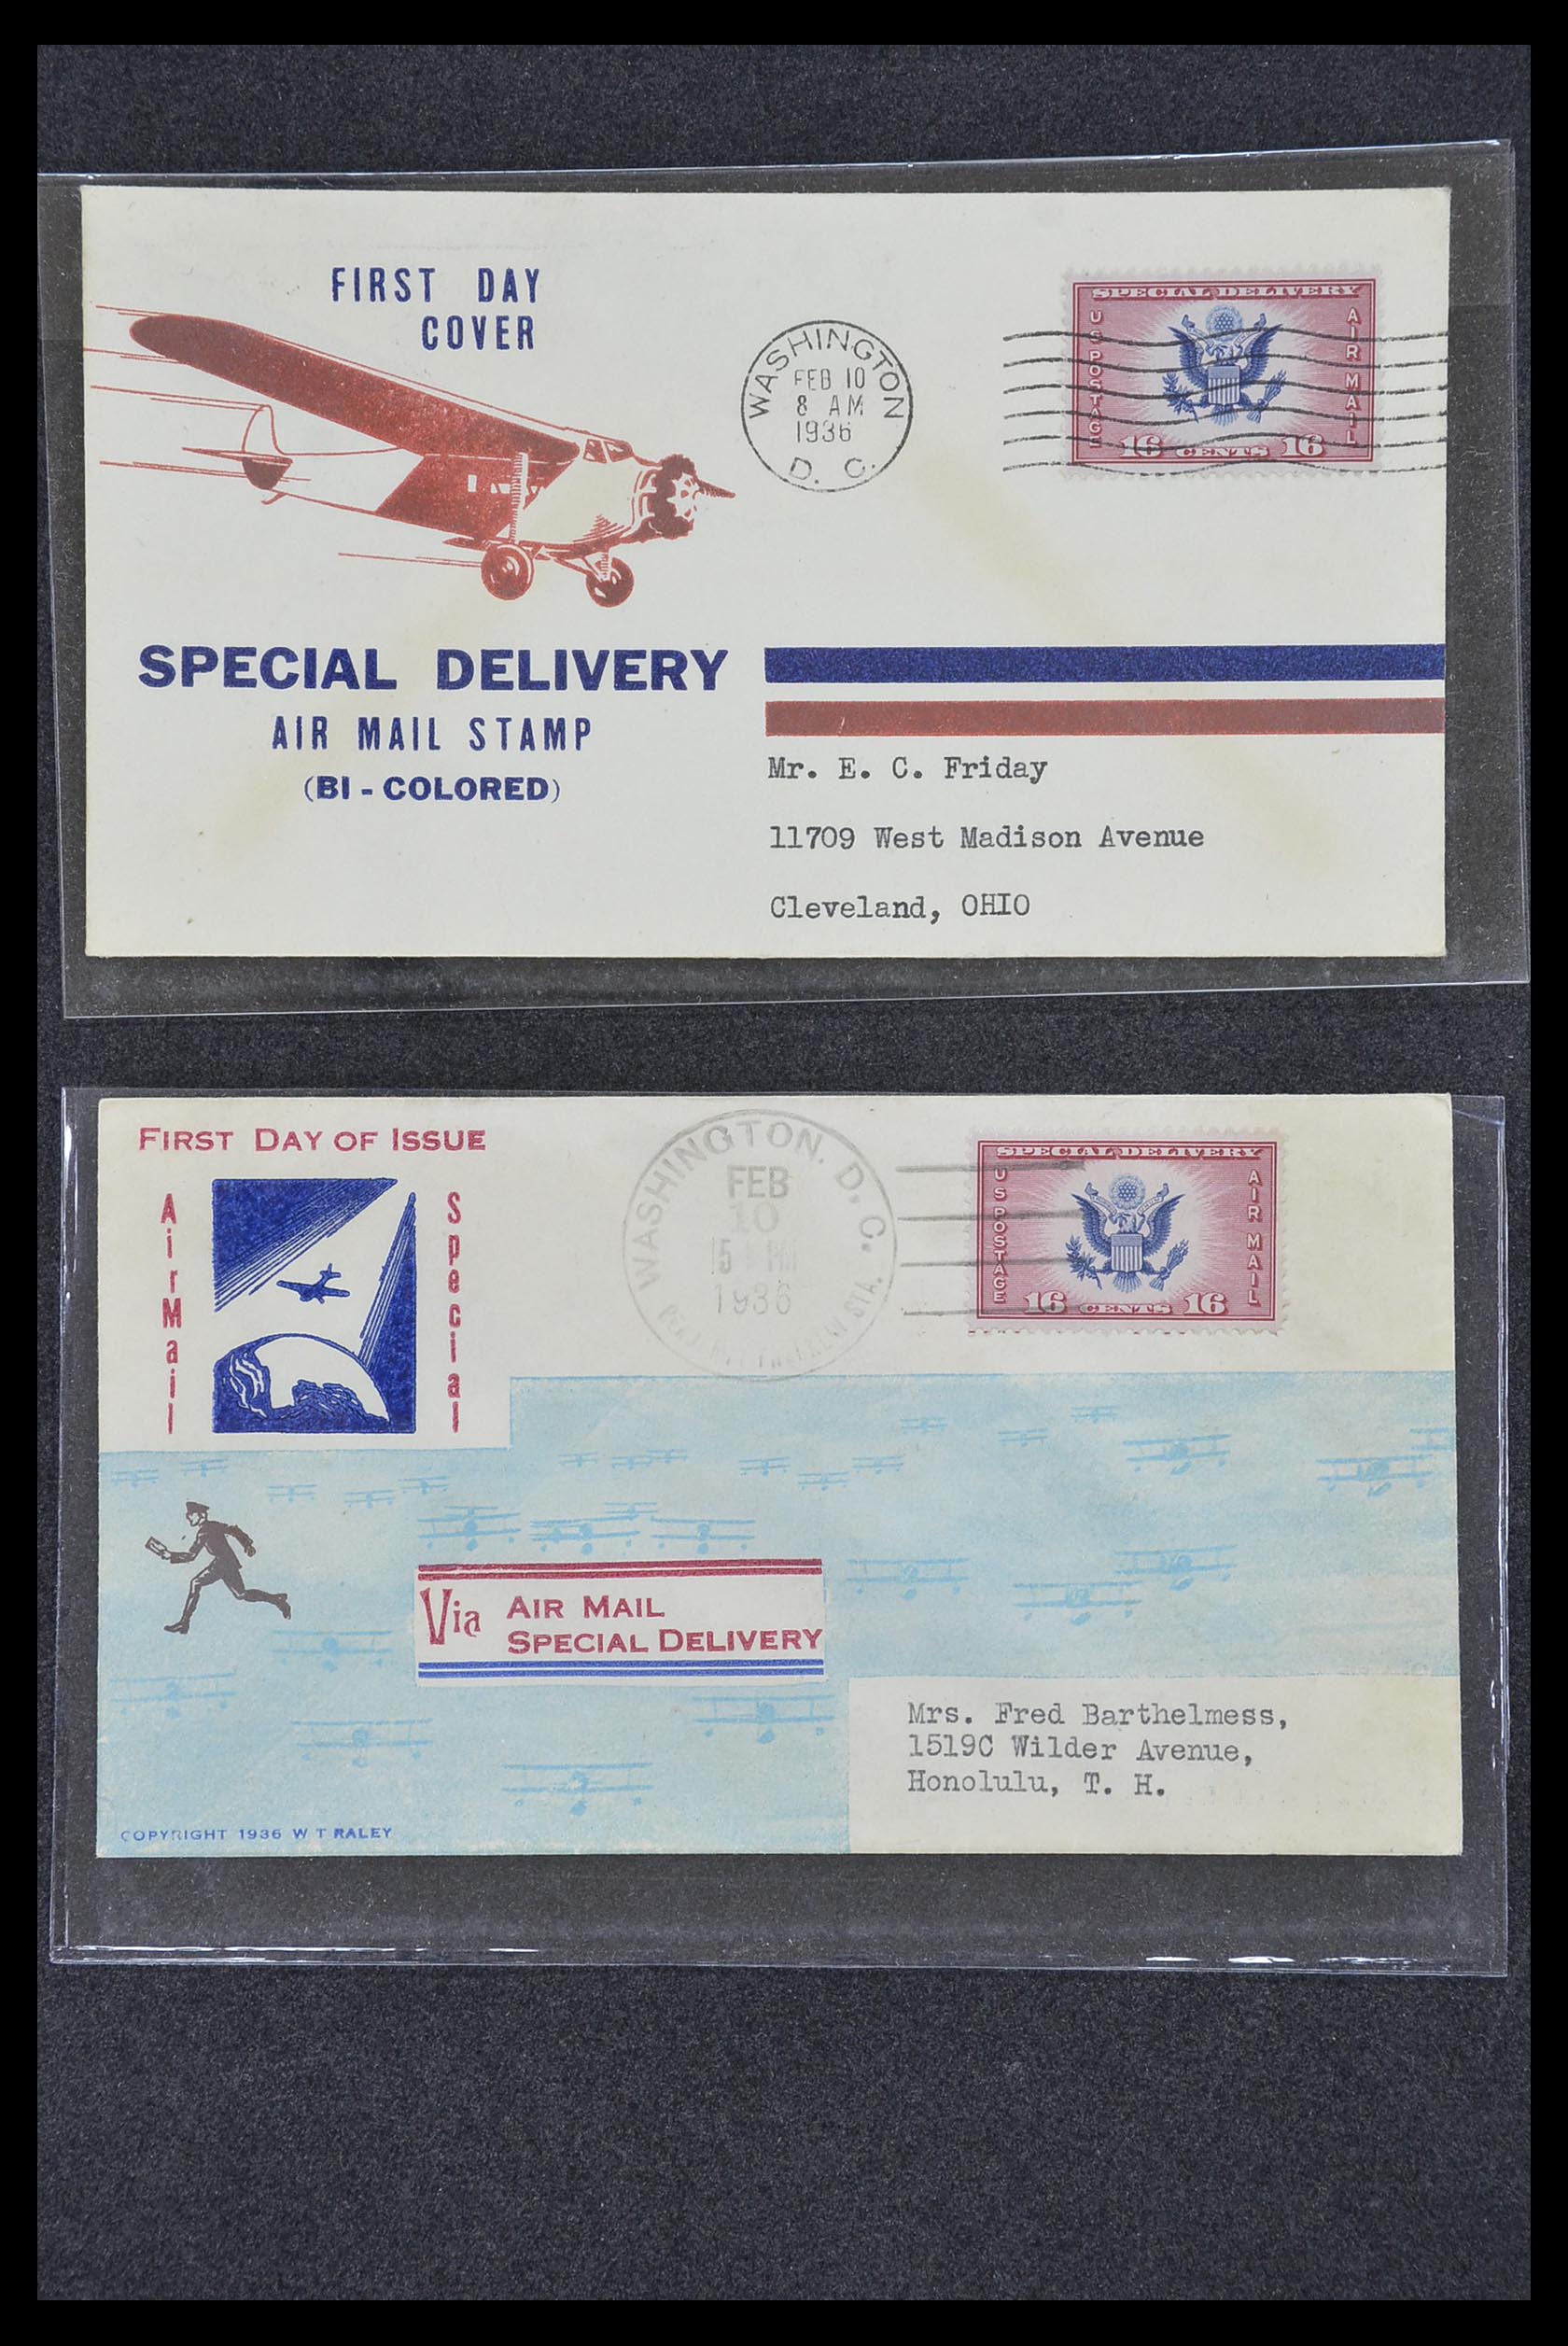 FIRST DAY
COVER
WASHINGTON
FEB 10
8 AM
1936
D. C.
SPECIAL DELIVERY
U S POSTAGE
AIR MAIL
16 CENTS 16
SPECIAL DELIVERY
AIR MAIL STAMP
(BI - COLORED)
Mr. E. C. Friday
11709 West Madison Avenue
Cleveland, OHIO
FIRST DAY OF ISSUE
AirMail
Special
WASHINGTON, D. C.
FEB
10
PM
1936
STA.
SPECIAL DELIVERY
U S POSTAGE
AIR MAIL
16 CENTS 16
Via AIR MAIL
SPECIAL DELIVERY
Mrs. Fred Barthelmess,
1519C Wilder Avenue,
Honolulu, T. H.
COPYRIGHT 1936 W T RALEY